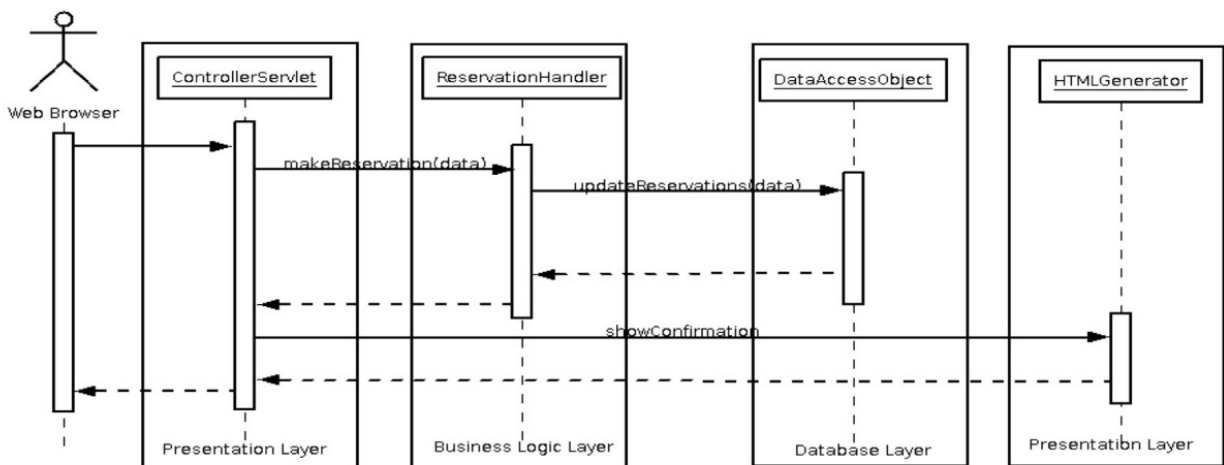 ControllerServlet
ReservationHandler
DataAccessObject
HTMLGenerator
Web Browser
makeReservation(data)
updateReservations(data)
showConfirmation
Presentation Layer
Business Logic Layer
Database Layer
Presentation Layer